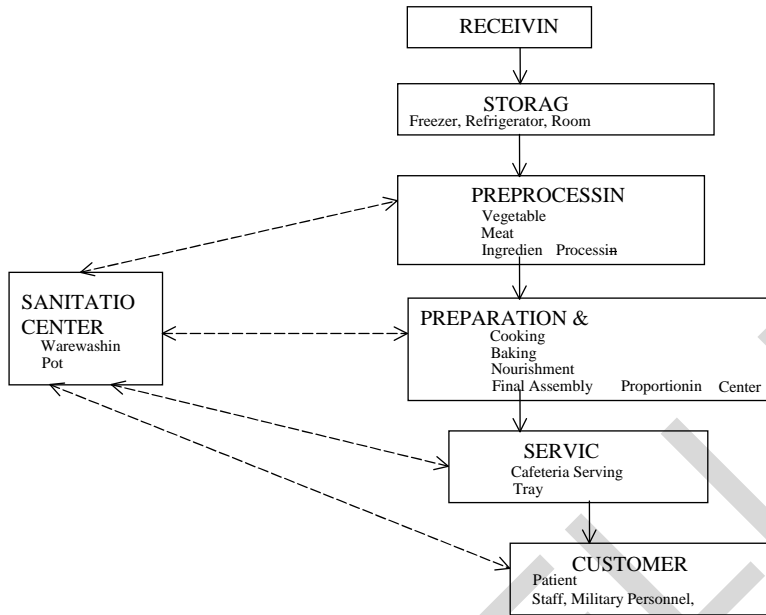 RECEIVIN
STORAG
Freezer, Refrigerator, Room
PREPROCESSIN
Vegetable
Meat
Ingredien Processin
SANITATIO
CENTER
Warewashin
Pot
PREPARATION &
Cooking
Baking
Nourishment
Final Assembly Proportionin Center
SERVIC
Cafeteria Serving
Tray
CUSTOMER
Patient
Staff, Military Personnel,